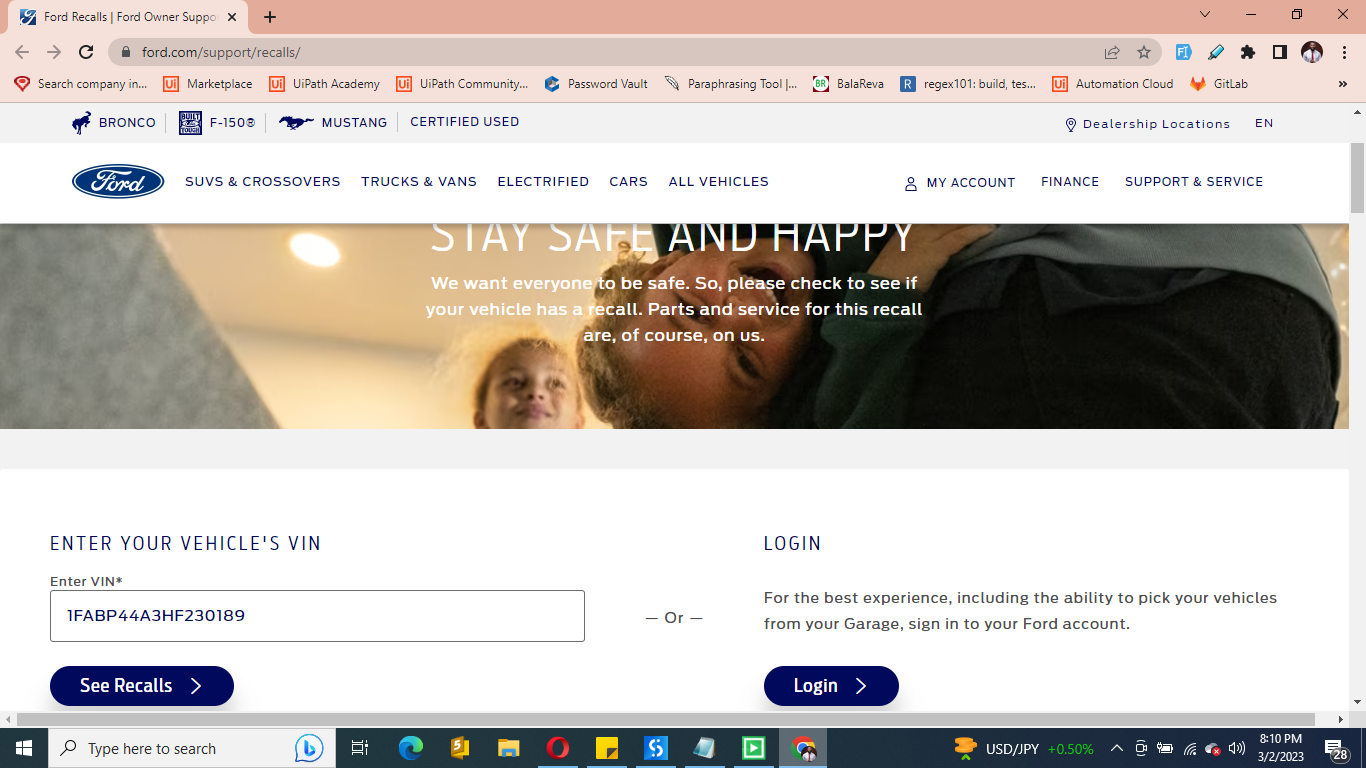 Ford Recalls | Ford Owner Suppo
ford.com/support/recalls/
Search company in...
Marketplace
UiPath Academy
UiPath Community...
Password Vault
Paraphrasing Tool |...
BR BalaReva
R regex101: build, tes...
Automation Cloud
GitLab
BRONCO
BUILT Ford TOUGH F-150®
MUSTANG
CERTIFIED USED
Dealership Locations
EN
Ford
SUVS & CROSSOVERS
TRUCKS & VANS
ELECTRIFIED
CARS
ALL VEHICLES
MY ACCOUNT
FINANCE
SUPPORT & SERVICE
STAY SAFE AND HAPPY
We want everyone to be safe. So, please check to see if
your vehicle has a recall. Parts and service for this recall
are, of course, on us.
ENTER YOUR VEHICLE'S VIN
Enter VIN*
1FABP44A3HF230189
See Recalls
— Or —
LOGIN
For the best experience, including the ability to pick your vehicles
from your Garage, sign in to your Ford account.
Login
Type here to search
USD/JPY +0.50%
8:10 PM
3/2/2023
28